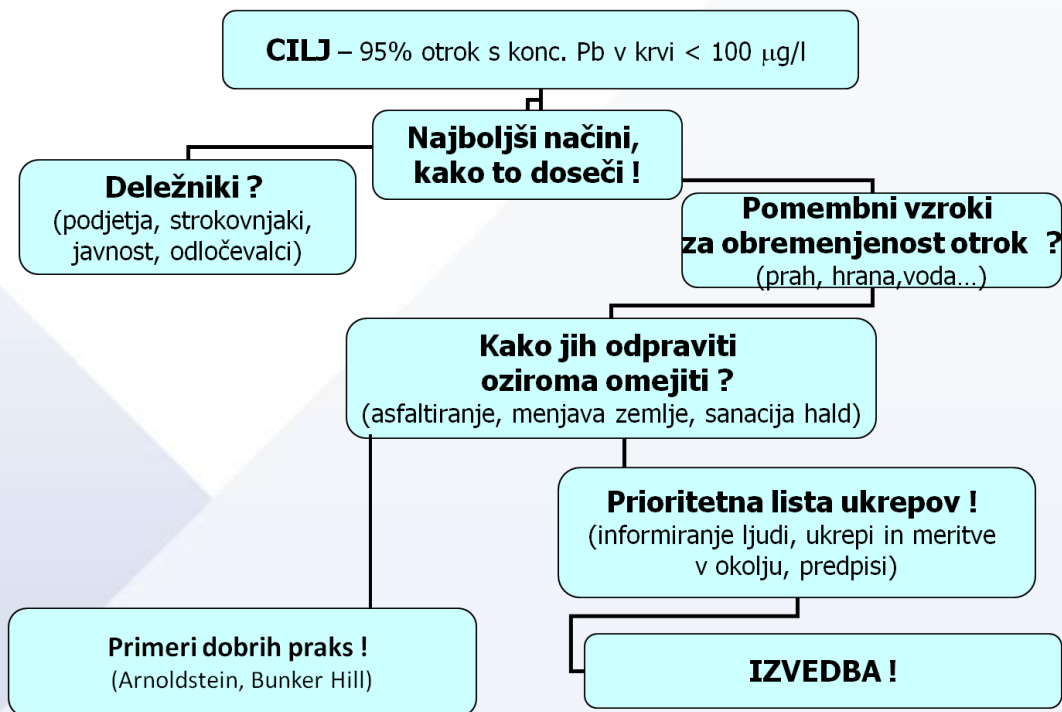 CILJ – 95% otrok s konc. Pb v krvi < 100 μg/l
Najboljši načini,
kako to doseči !
Deležniki ?
(podjetja, strokovnjaki,
javnost, odločevalci)
Pomembni vzroki
za obremenjenost otrok ?
(prah, hrana,voda...)
Kako jih odpraviti
oziroma omejiti ?
(asfaltiranje, menjava zemlje, sanacija hald)
Prioritetna lista ukrepov !
(informiranje ljudi, ukrepi in meritve
v okolju, predpisi)
Primeri dobrih praks !
(Arnoldstein, Bunker Hill)
IZVEDBA !